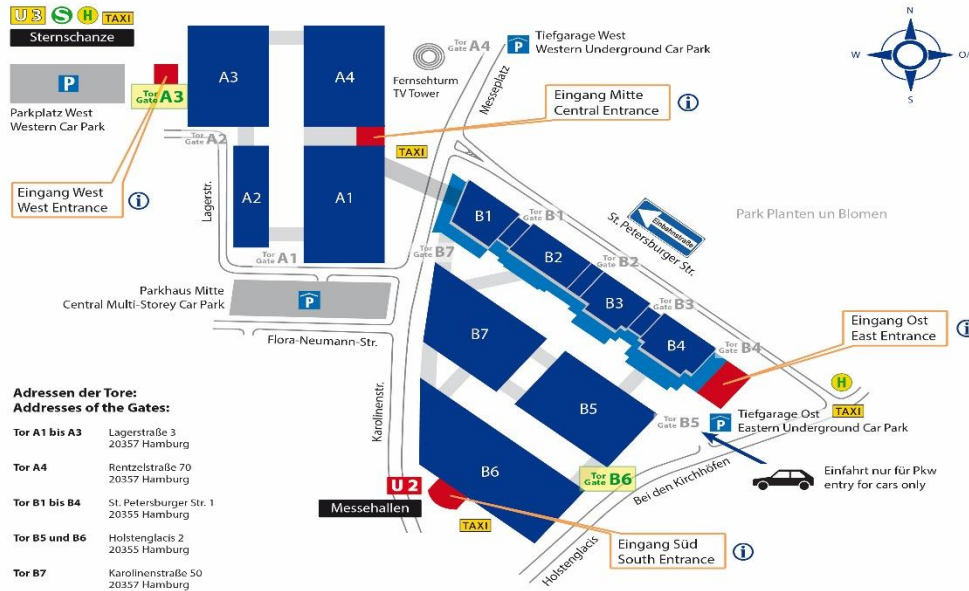 U3 S H TAXI
Sternschanze
P
Parkplatz West
Western Car Park
Tor
Gate A3
A3
A4
Fernsehturm
TV Tower
Tor
Gate A4
Messeplatz
P
Tiefgarage West
Western Underground Car Park
N
W
O/
S
Eingang Mitte
Central Entrance
i
Tor
Gate A2
TAXI
Eingang West
West Entrance
i
Lagerstr.
A2
A1
Tor
Gate A1
B1
Tor
Gate B1
Einbahnstraße
St. Petersburger Str.
Park Planten un Blomen
Tor
Gate B7
B2
Tor
Gate B2
B3
Tor
Gate B3
B4
Tor
Gate B4
Parkhaus Mitte
Central Multi-Storey Car Park
P
Flora-Neumann-Str.
B7
Eingang Ost
East Entrance
i
H
TAXI
Karolinenstr.
B5
Tor
Gate B5
P
Tiefgarage Ost
Eastern Underground Car Park
B6
Tor
Gate B6
Bei den Kirchhöfen
Einfahrt nur für Pkw
entry for cars only
U2
Messehallen
TAXI
Holstenglacis
Eingang Süd
South Entrance
i
Adressen der Tore:
Addresses of the Gates:
Tor A1 bis A3 Lagerstraße 3
20357 Hamburg
Tor A4 Rentzelstraße 70
20357 Hamburg
Tor B1 bis B4 St. Petersburger Str. 1
20355 Hamburg
Tor B5 und B6 Holstenglacis 2
20355 Hamburg
Tor B7 Karolinenstraße 50
20357 Hamburg